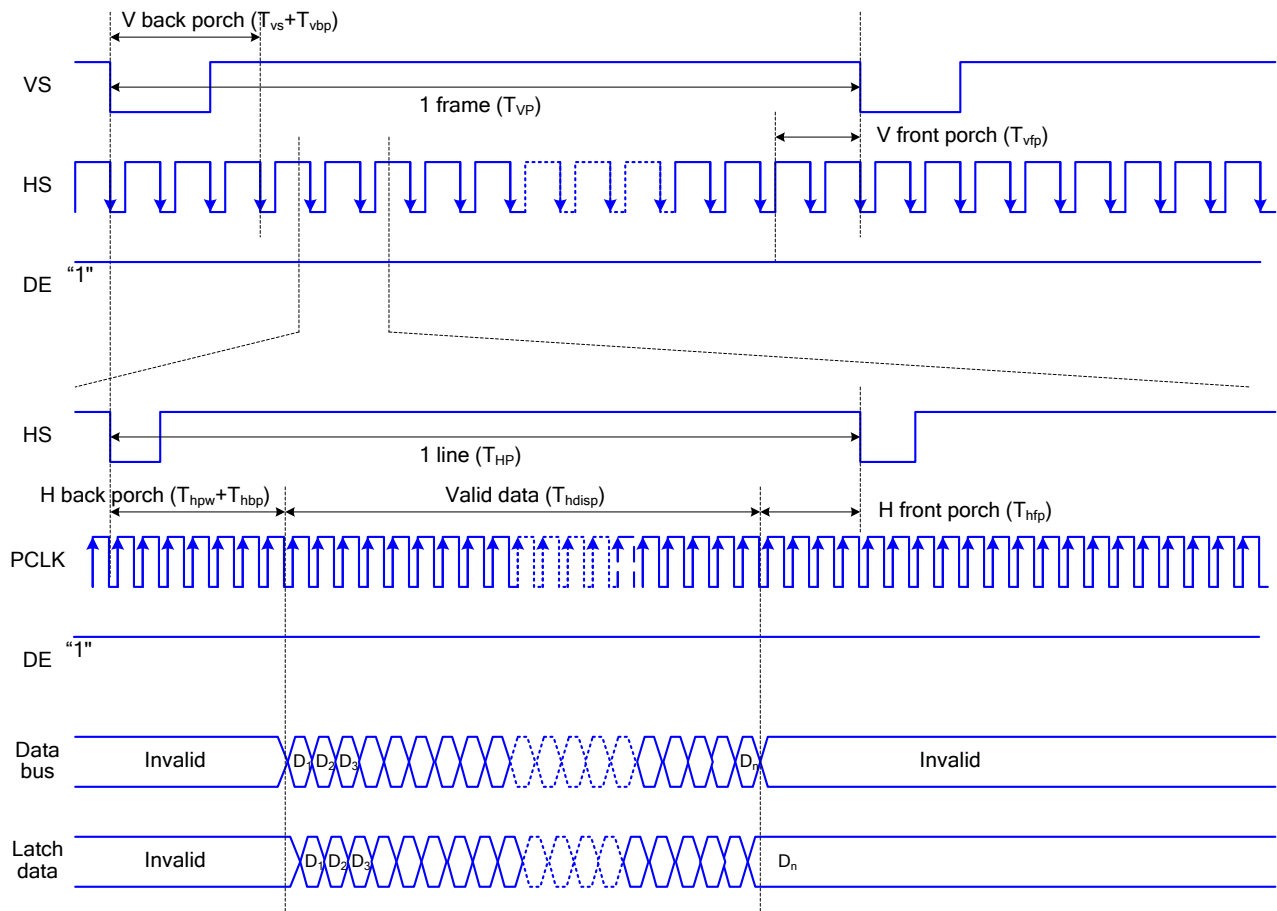 V back porch (Tvs+Tvbp)
VS
1 frame (TVP)
V front porch (Tvfp)
HS
DE “1"
HS
1 line (THP)
H back porch (Thpw+Thbp)
Valid data (Thdisp)
H front porch (Thfp)
PCLK
DE “1"
Data bus
Invalid
D1 D2 D3
Dn
Invalid
Latch data
Invalid
D1 D2 D3
Dn